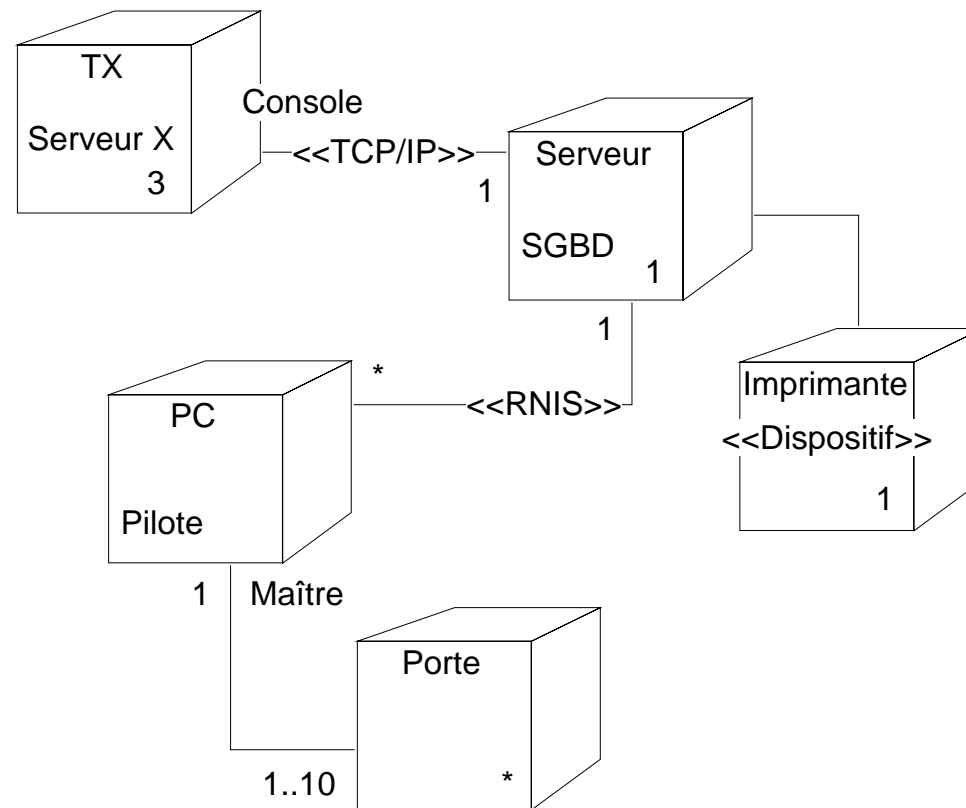 TX
Console
Serveur X
<<TCP/IP>>
Serveur
3
1
SGBD
1
1
*
Imprimante
<<RNIS>>
PC
<<Dispositif>>
1
Pilote
1
Maître
Porte
1..10
*